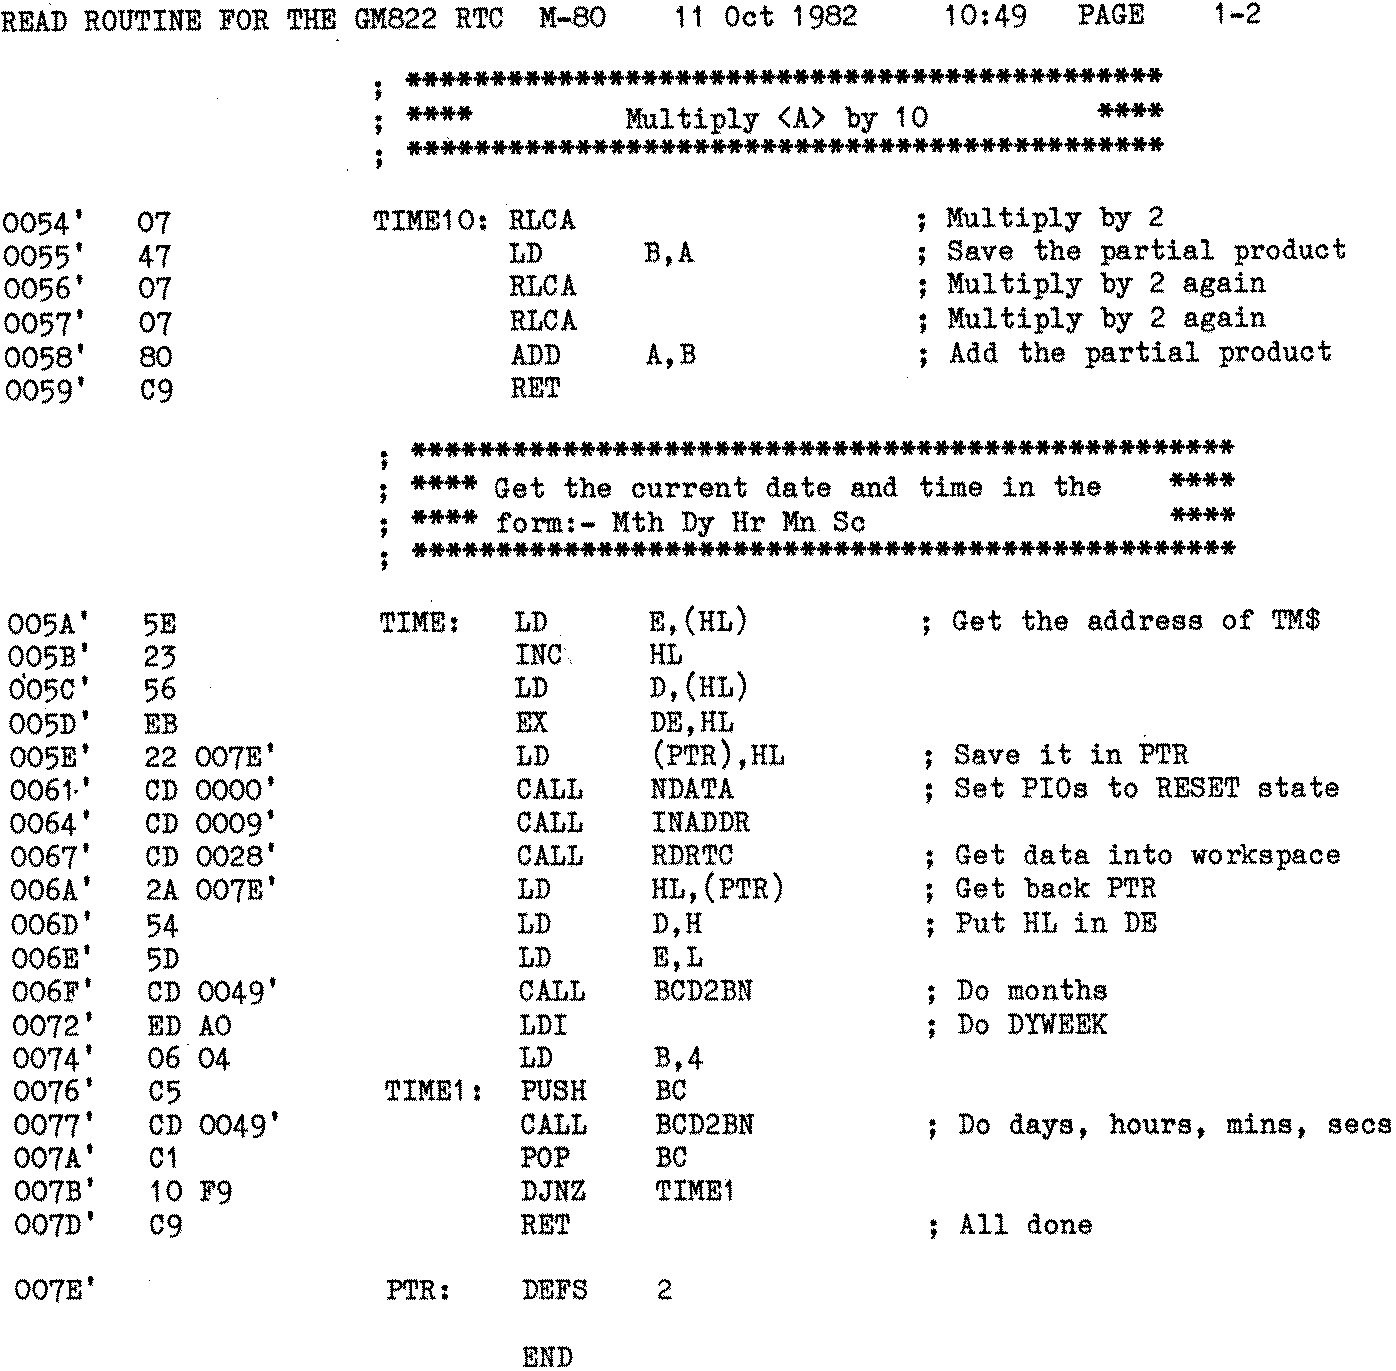 READ ROUTINE FOR THE GM822 RTC M-80 11 Oct 1982 10:49 PAGE 1-2
; *********************************************
; **** Multiply <A> by 10 ****
; *********************************************
0054' 07 TIME10: RLCA ; Multiply by 2
0055' 47 LD B,A ; Save the partial product
0056' 07 RLCA ; Multiply by 2 again
0057' 07 RLCA ; Multiply by 2 again
0058' 80 ADD A,B ; Add the partial product
0059' C9 RET
; *************************************************
; **** Get the current date and time in the ****
; **** form:- Mth Dy Hr Mn Sc ****
; *************************************************
005A' 5E TIME: LD E,(HL) ; Get the address of TM$
005B' 23 INC HL
005C' 56 LD D,(HL)
005D' EB EX DE,HL
005E' 22 007E' LD (PTR),HL ; Save it in PTR
0061' CD 0000' CALL NDATA ; Set PIOs to RESET state
0064' CD 0009' CALL INADDR
0067' CD 0028' CALL RDRTC ; Get data into workspace
006A' 2A 007E' LD HL,(PTR) ; Get back PTR
006D' 54 LD D,H ; Put HL in DE
006E' 5D LD E,L
006F' CD 0049' CALL BCD2BN ; Do months
0072' ED A0 LDI ; Do DYWEEK
0074' 06 04 LD B,4
0076' C5 TIME1: PUSH BC
0077' CD 0049' CALL BCD2BN ; Do days, hours, mins, secs
007A' C1 POP BC
007B' 10 F9 DJNZ TIME1
007D' C9 RET ; All done
007E' PTR: DEFS 2
END